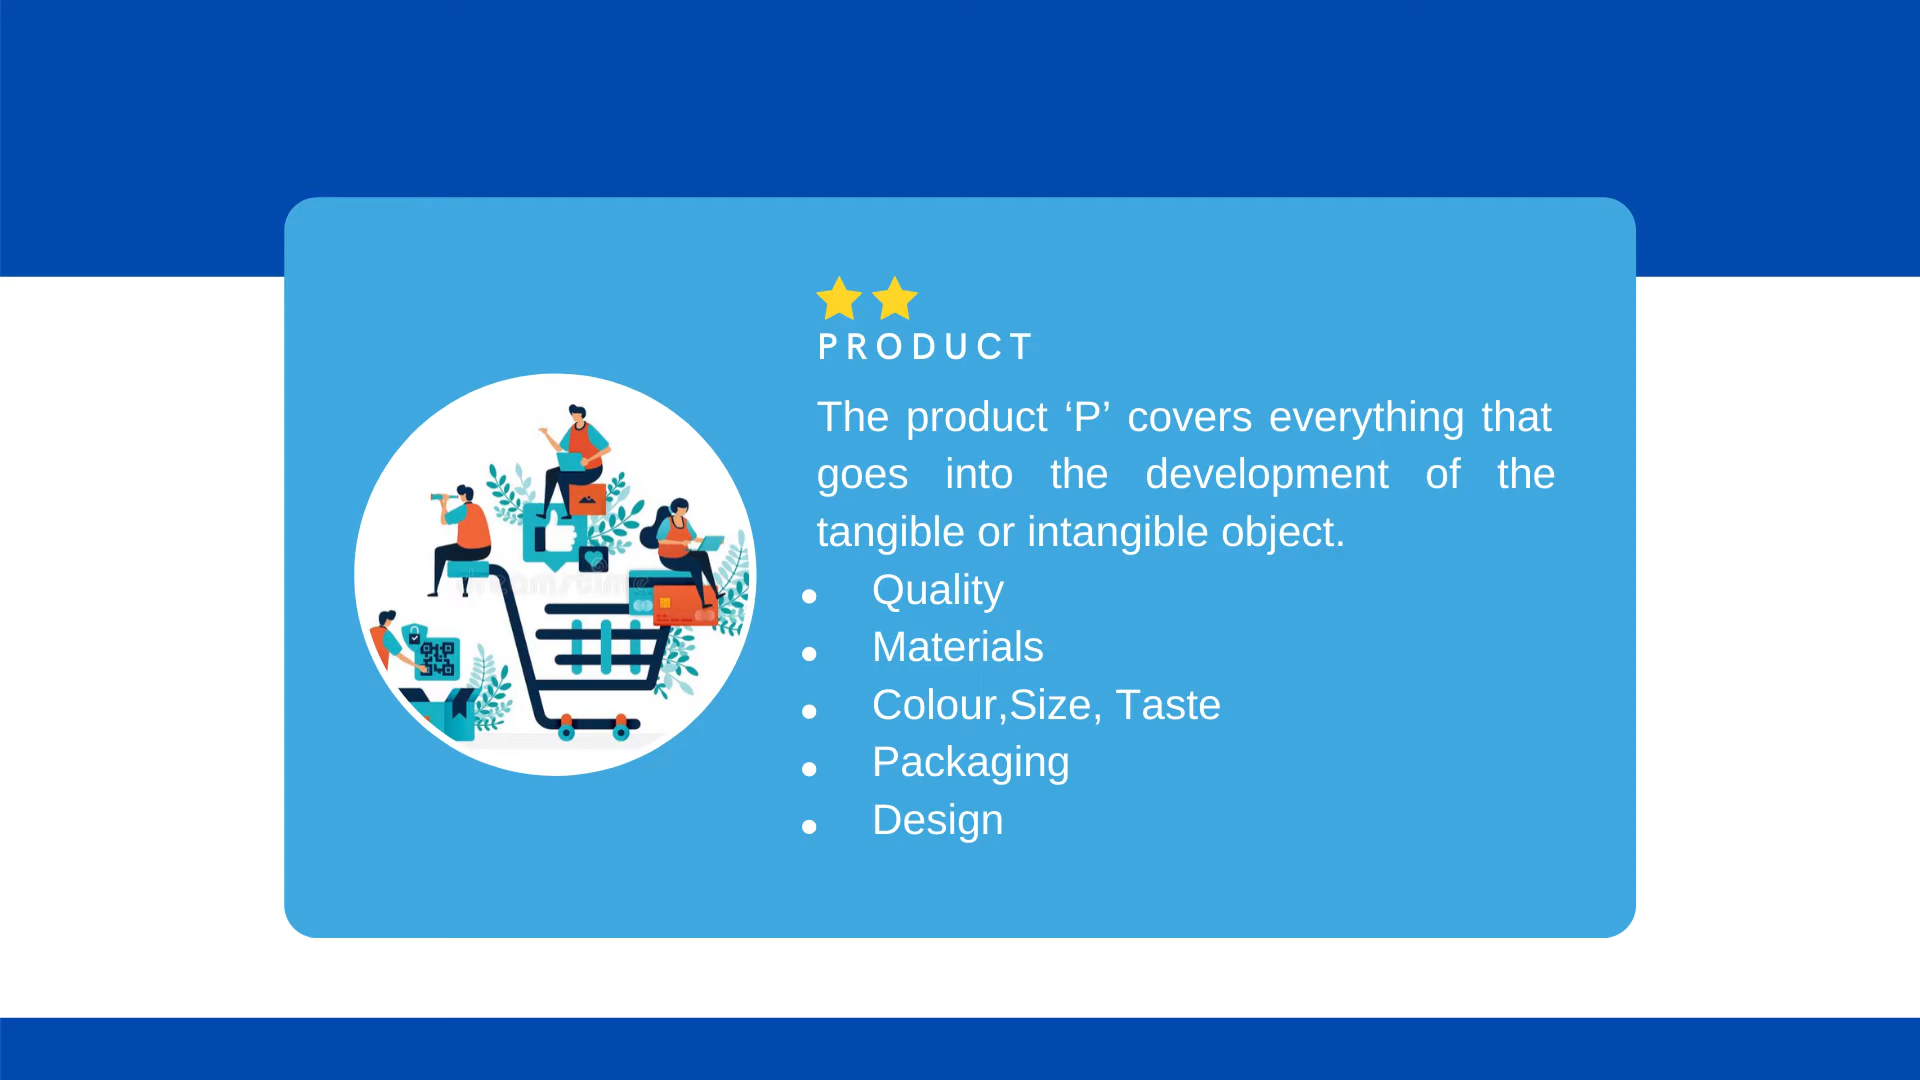 PRODUCT
The product ‘P’ covers everything that
goes into the development of the
tangible or intangible object.
• Quality
• Materials
• Colour,Size, Taste
• Packaging
• Design
dreamstime